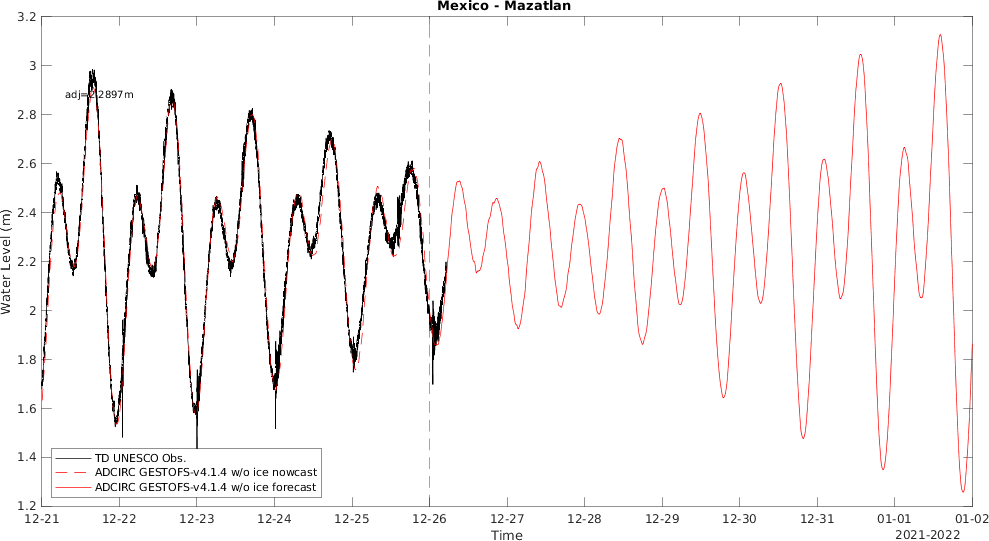 Mexico - Mazatlan
3.2
3
2.8
2.6
2.4
2.2
2
1.8
1.6
1.4
1.2
Water Level (m)
adj=2.2897m
TD UNESCO Obs.
ADCIRC GESTOFS-v4.1.4 w/o ice nowcast
ADCIRC GESTOFS-v4.1.4 w/o ice forecast
12-21 12-22 12-23 12-24 12-25 12-26 12-27 12-28 12-29 12-30 12-31 01-01 01-02
Time
2021-2022